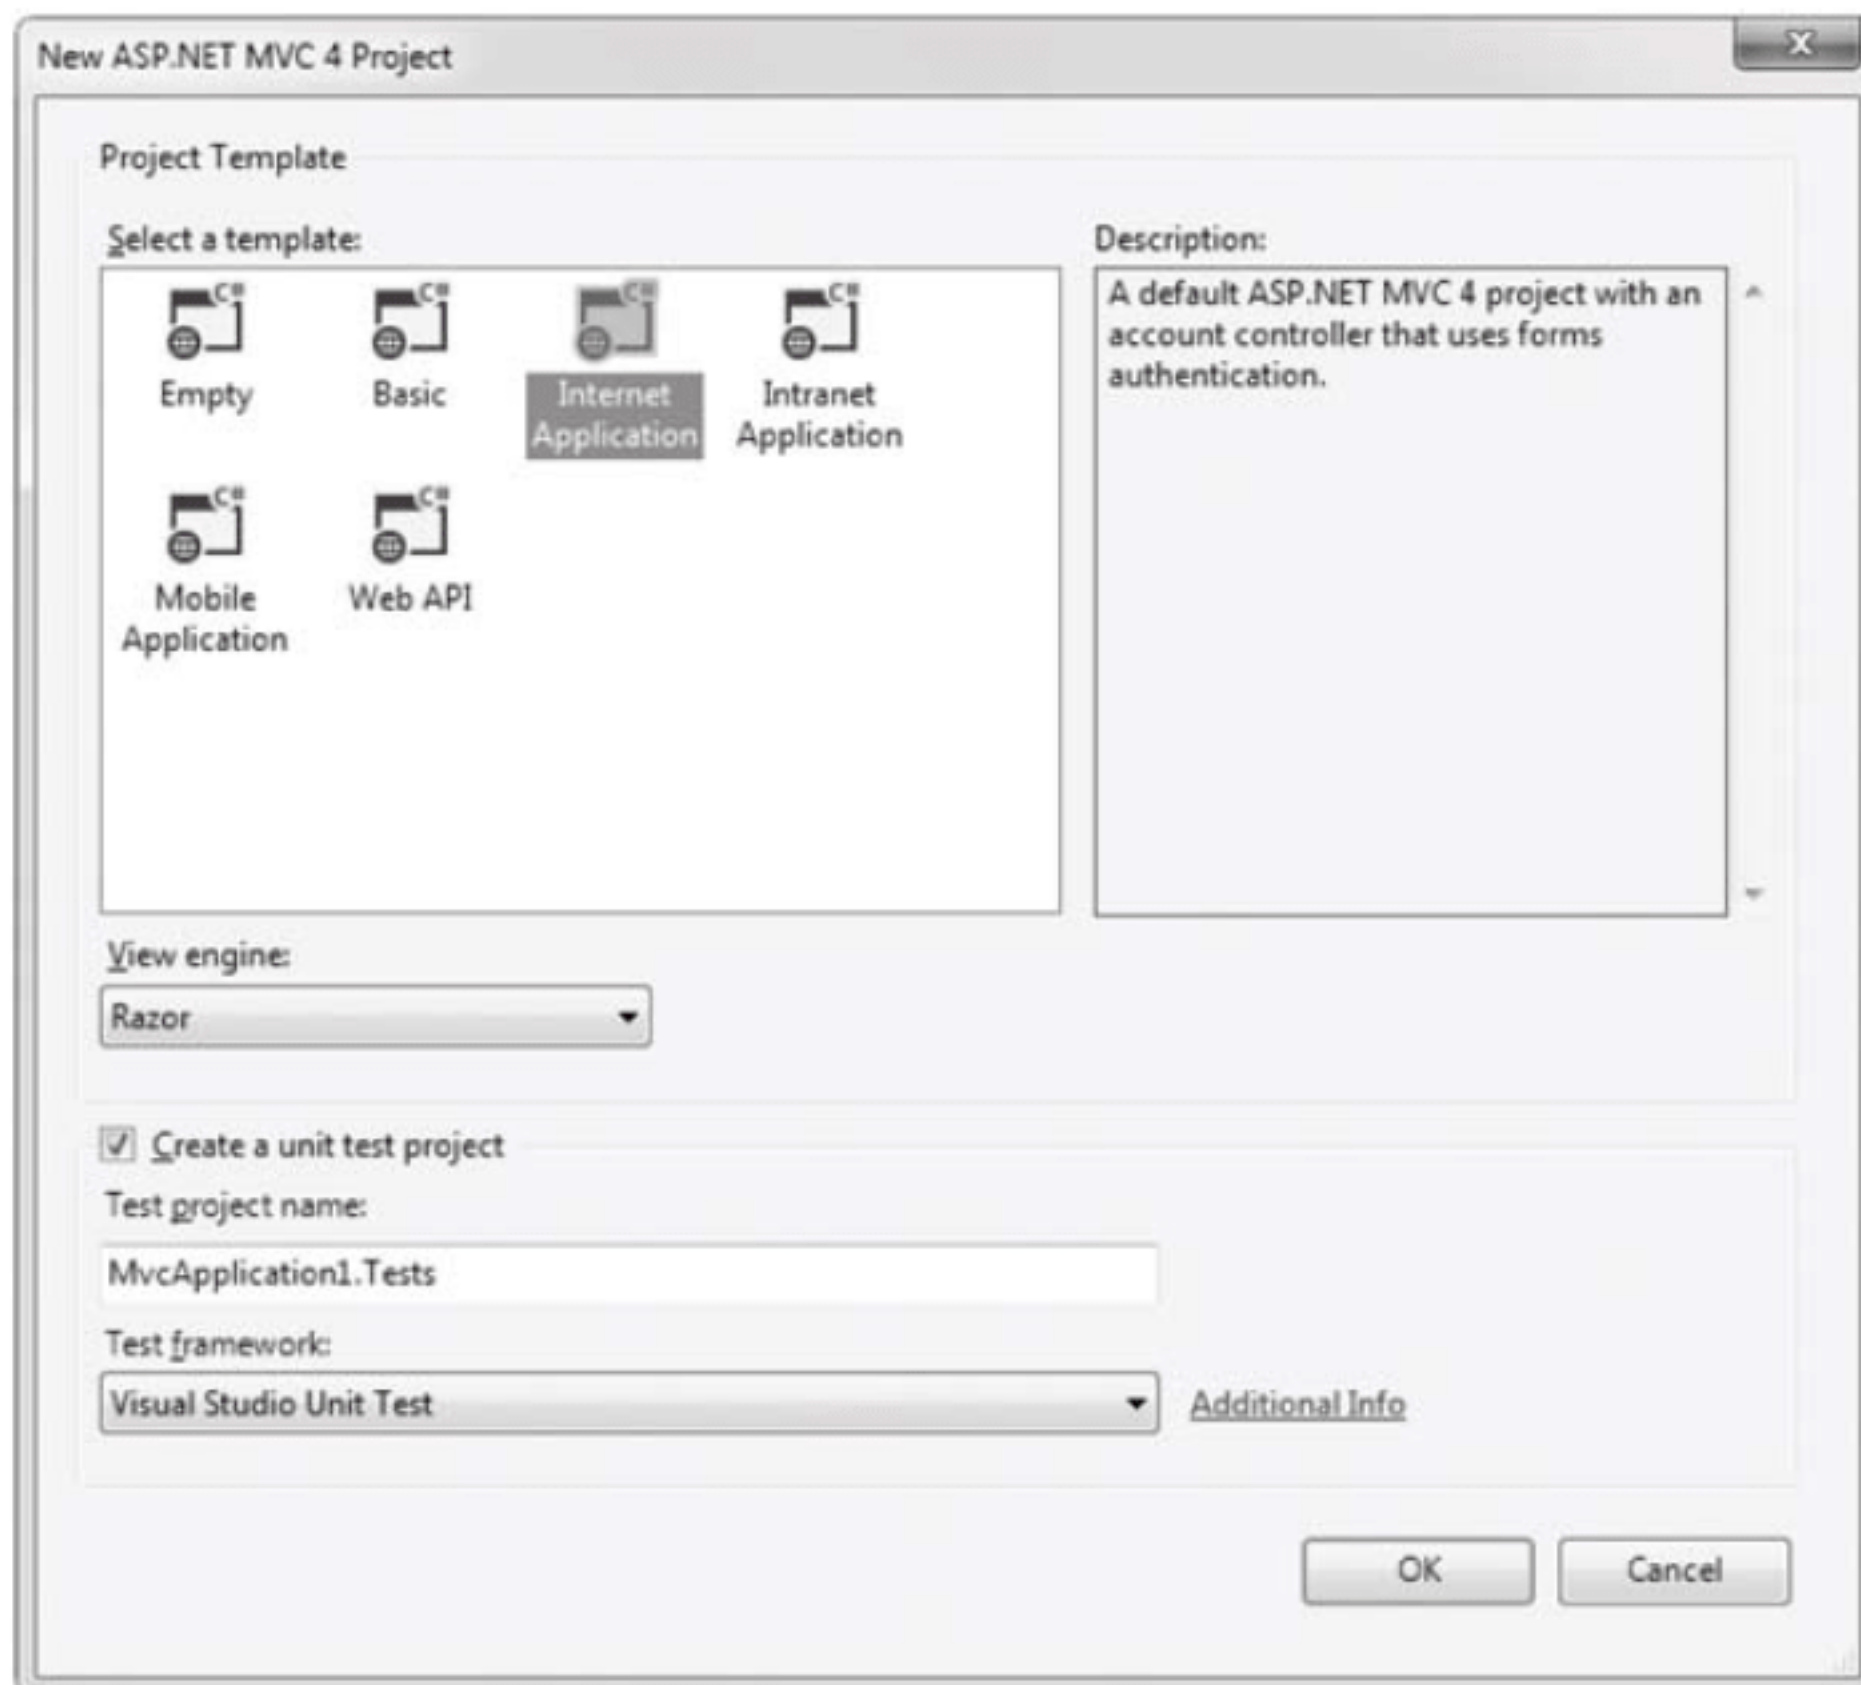 New ASP.NET MVC 4 Project
Project Template
Select a template:
Description:
C#
C#
C#
C#
Empty
Basic
Internet
Application
Intranet
Application
A default ASP.NET MVC 4 project with an
account controller that uses forms
authentication.
C#
C#
Mobile
Application
Web API
View engine:
Razor
Create a unit test project
Test project name:
MvcApplication1.Tests
Test framework:
Visual Studio Unit Test
Additional Info
OK
Cancel